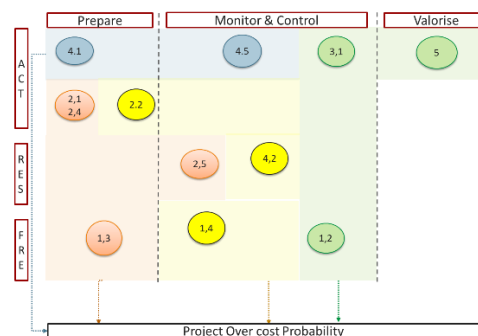 Prepare
Monitor & Control
Valorise
A
C
T
4.1
4.5
3,1
5
2,1
2,4
2.2
R
E
S
2,5
4,2
F
R
E
1,3
1,4
1,2
Project Over cost Probability